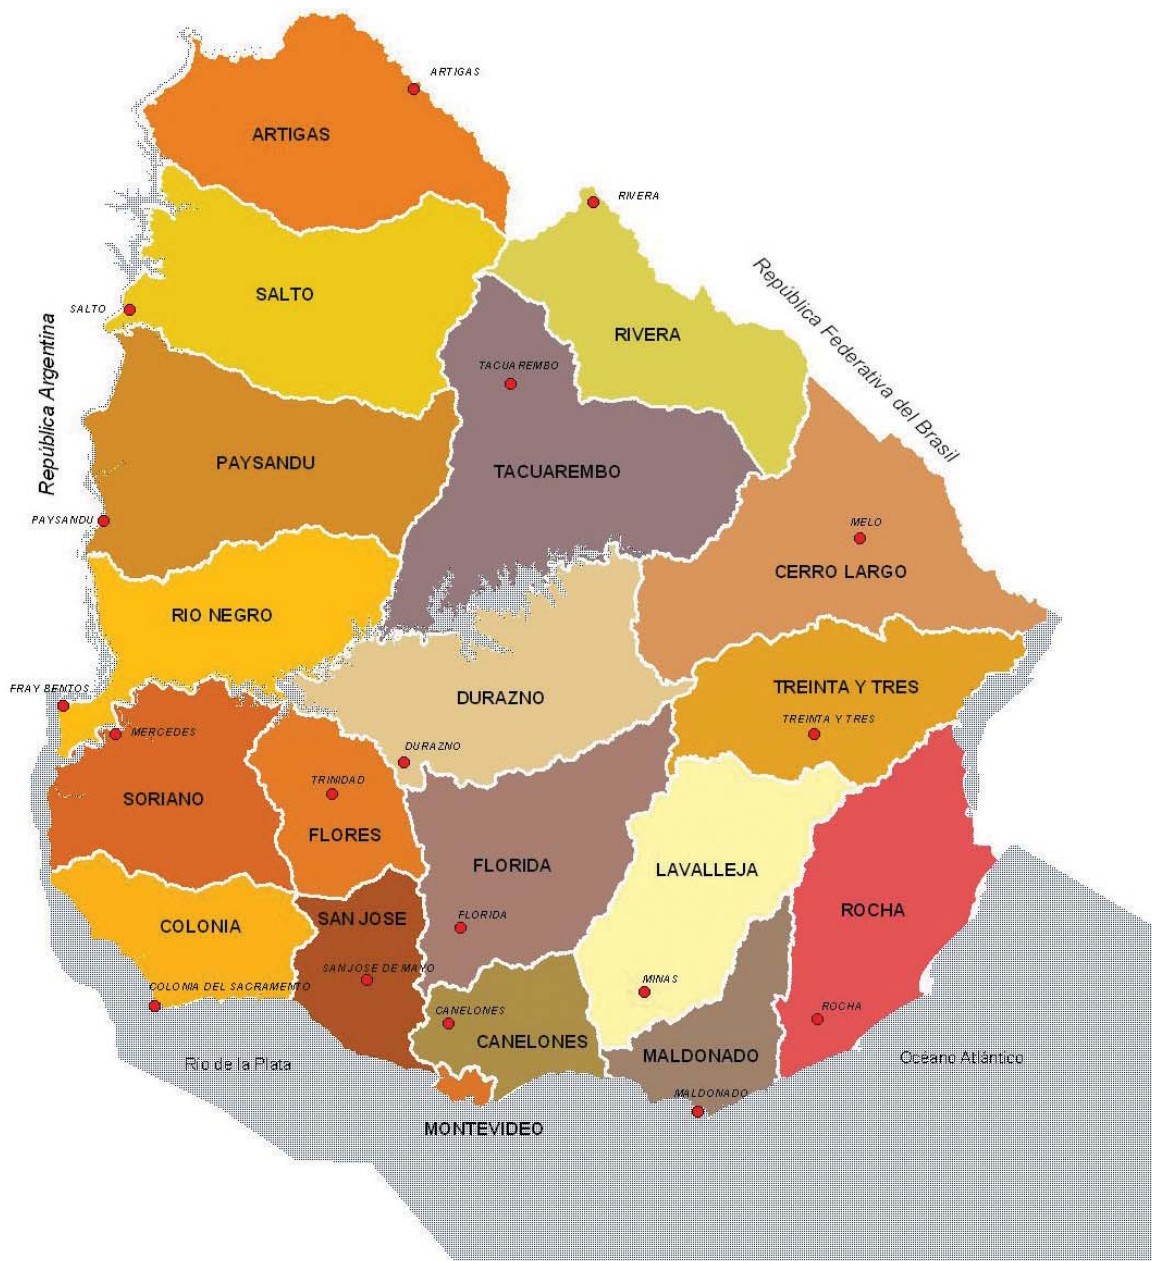 ARTIGAS
ARTIGAS
RIVERA
SALTO
SALTO
RIVERA
República Argentina
República Federativa del Brasil
TACUAREMBO
TACUAREMBO
PAYSANDU
PAYSANDU
MELO
CERRO LARGO
RIO NEGRO
FRAY BENTOS
MERCEDES
DURAZNO
DURAZNO
TREINTA Y TRES
TREINTA Y TRES
SORIANO
TRINIDAD
FLORES
FLORIDA
FLORIDA
LAVALLEJA
ROCHA
COLONIA
SAN JOSE
SAN JOSE DE MAYO
COLONIA DEL SACRAMENTO
MINAS
CANELONES
CANELONES
ROCHA
MALDONADO
MALDONADO
Río de la Plata
Océano Atlántico
MONTEVIDEO